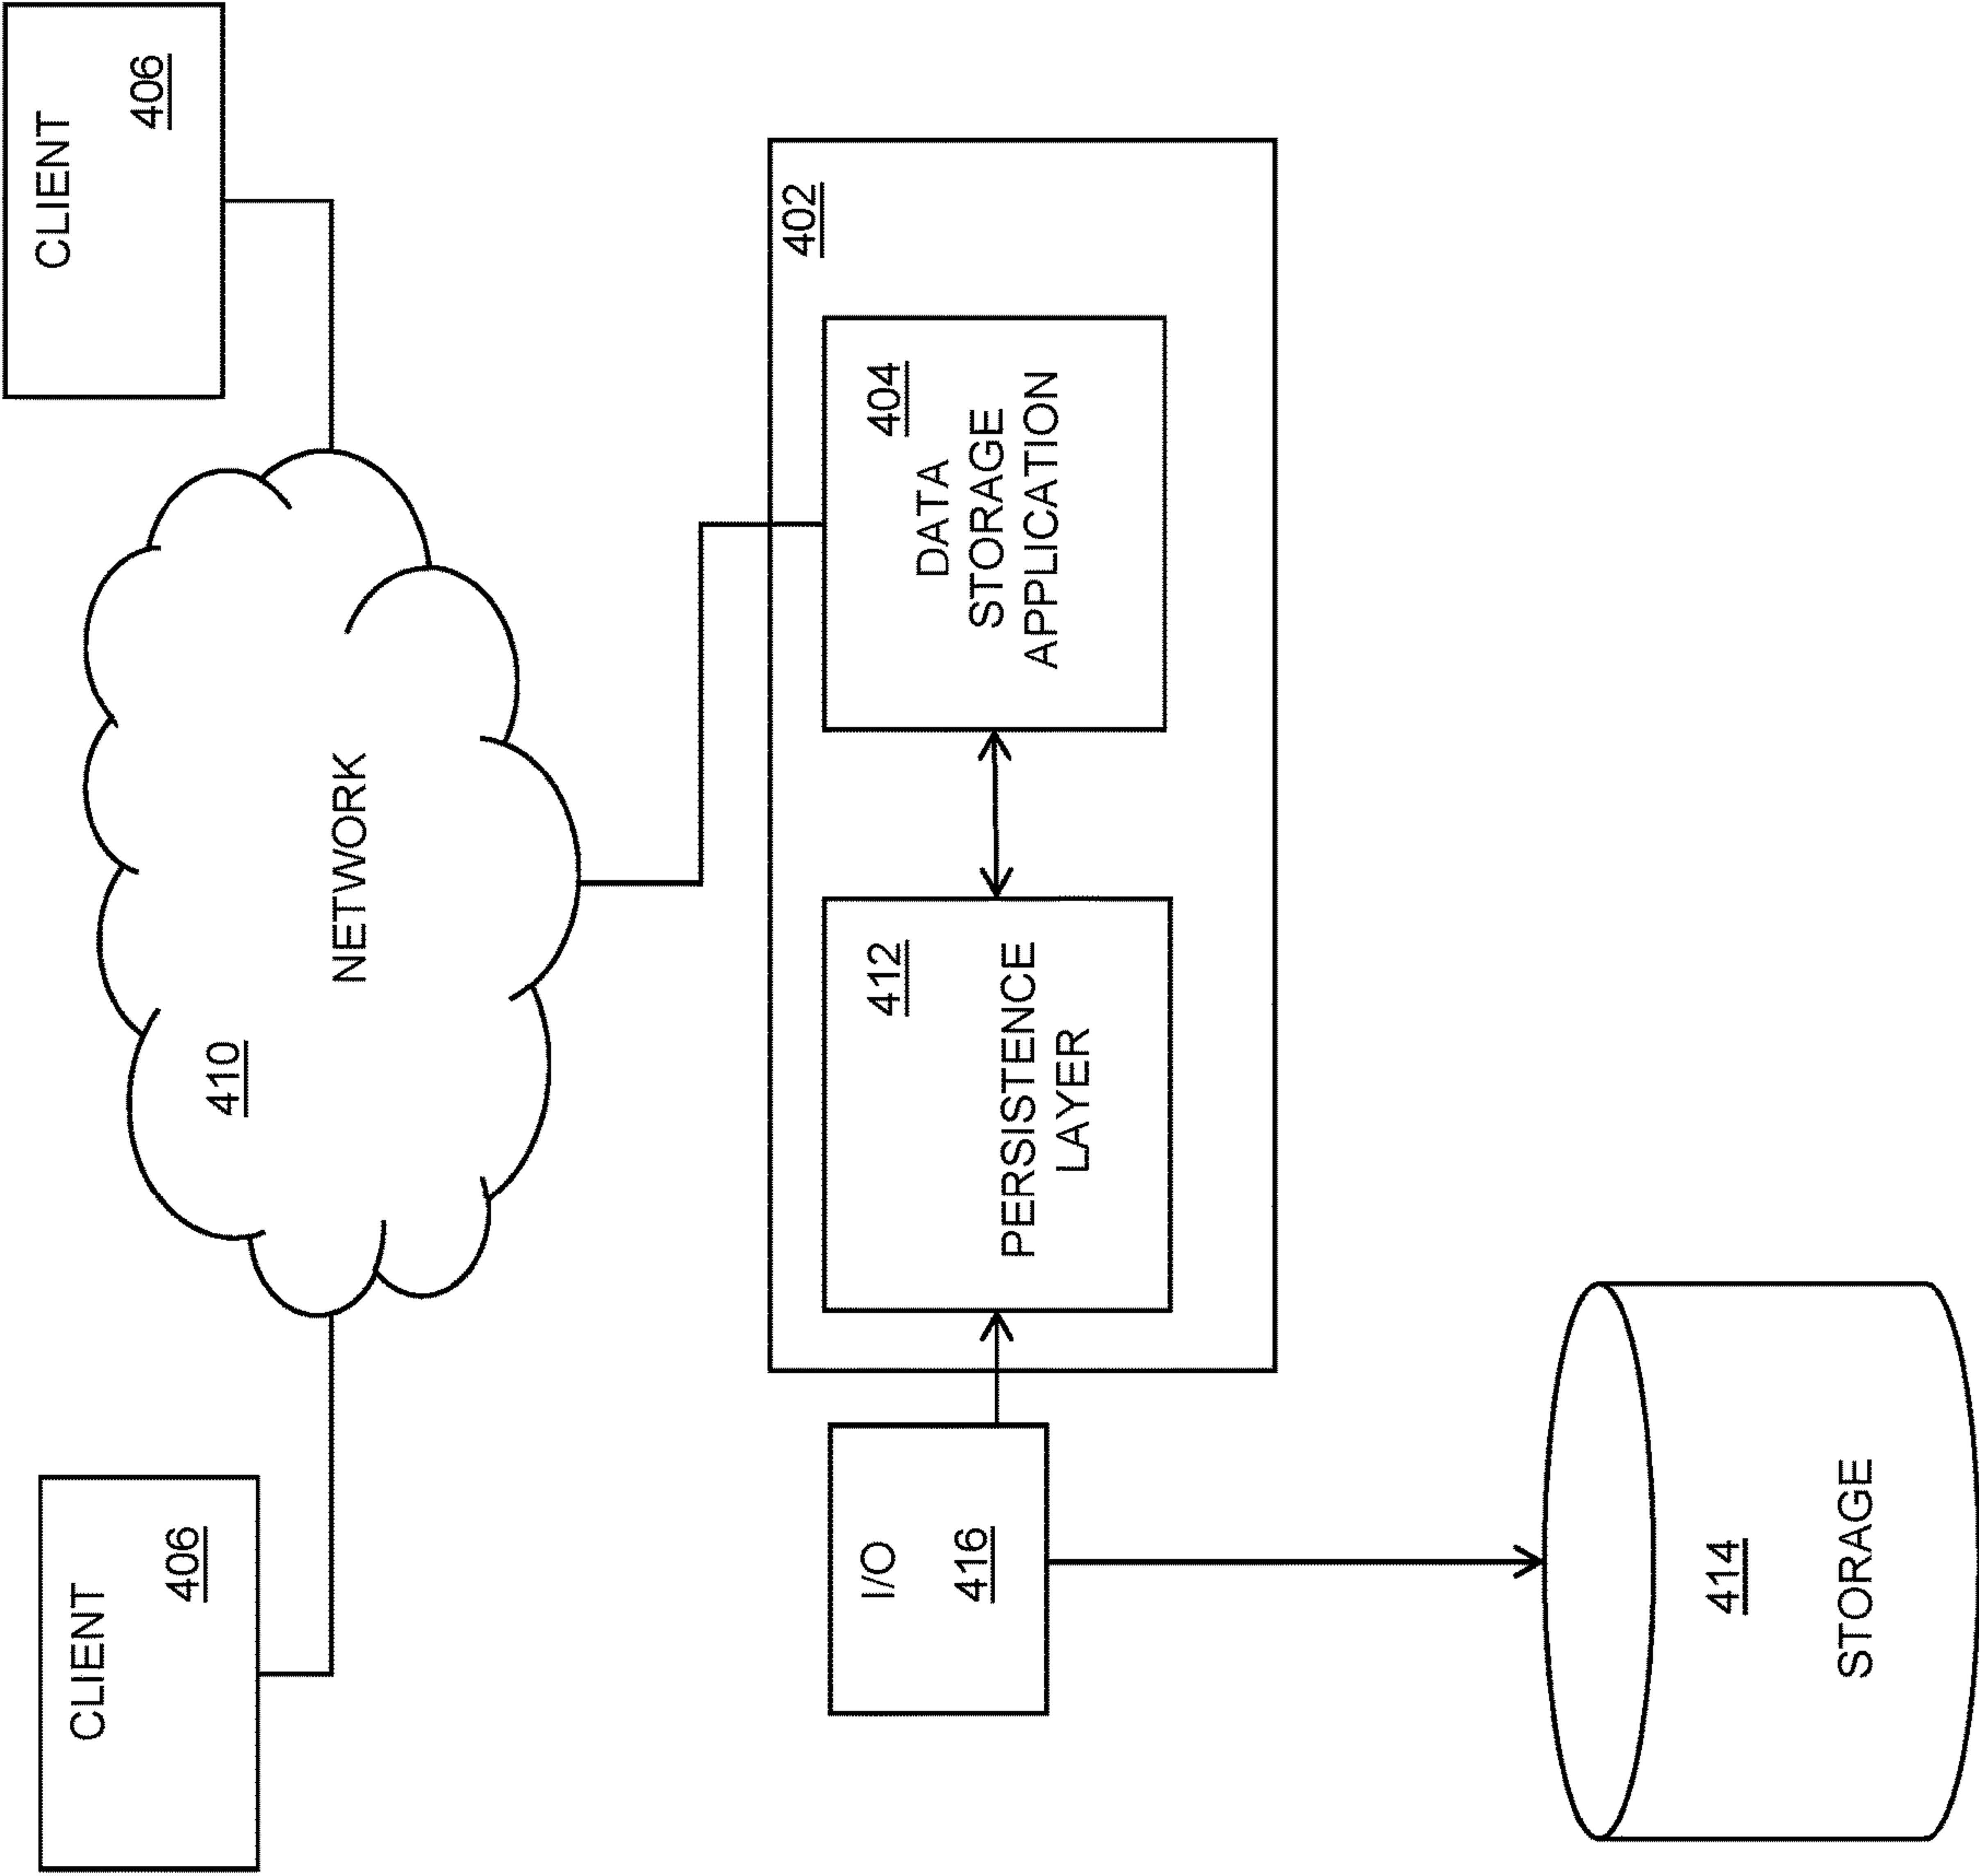 CLIENT
406
CLIENT
406
410
NETWORK
402
404
DATA
STORAGE
APPLICATION
412
PERSISTENCE
LAYER
I/O
416
414
STORAGE